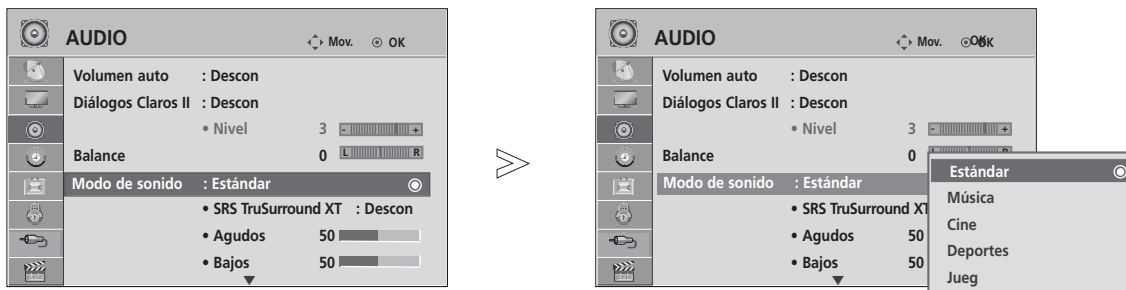 AUDIO Mov. OK
Volumen auto : Descon
Diálogos Claros II : Descon
• Nivel 3 - +
Balance 0 L R
Modo de sonido : Estándar
• SRS TruSurround XT : Descon
• Agudos 50
• Bajos 50
AUDIO Mov.
Volumen auto : Descon
Diálogos Claros II : Descon
• Nivel 3 - +
Balance 0 L R
Modo de sonido : Estándar
• SRS TruSurround XT
• Agudos 50
• Bajos 50
Estándar
Música
Cine
Deportes
Jueg